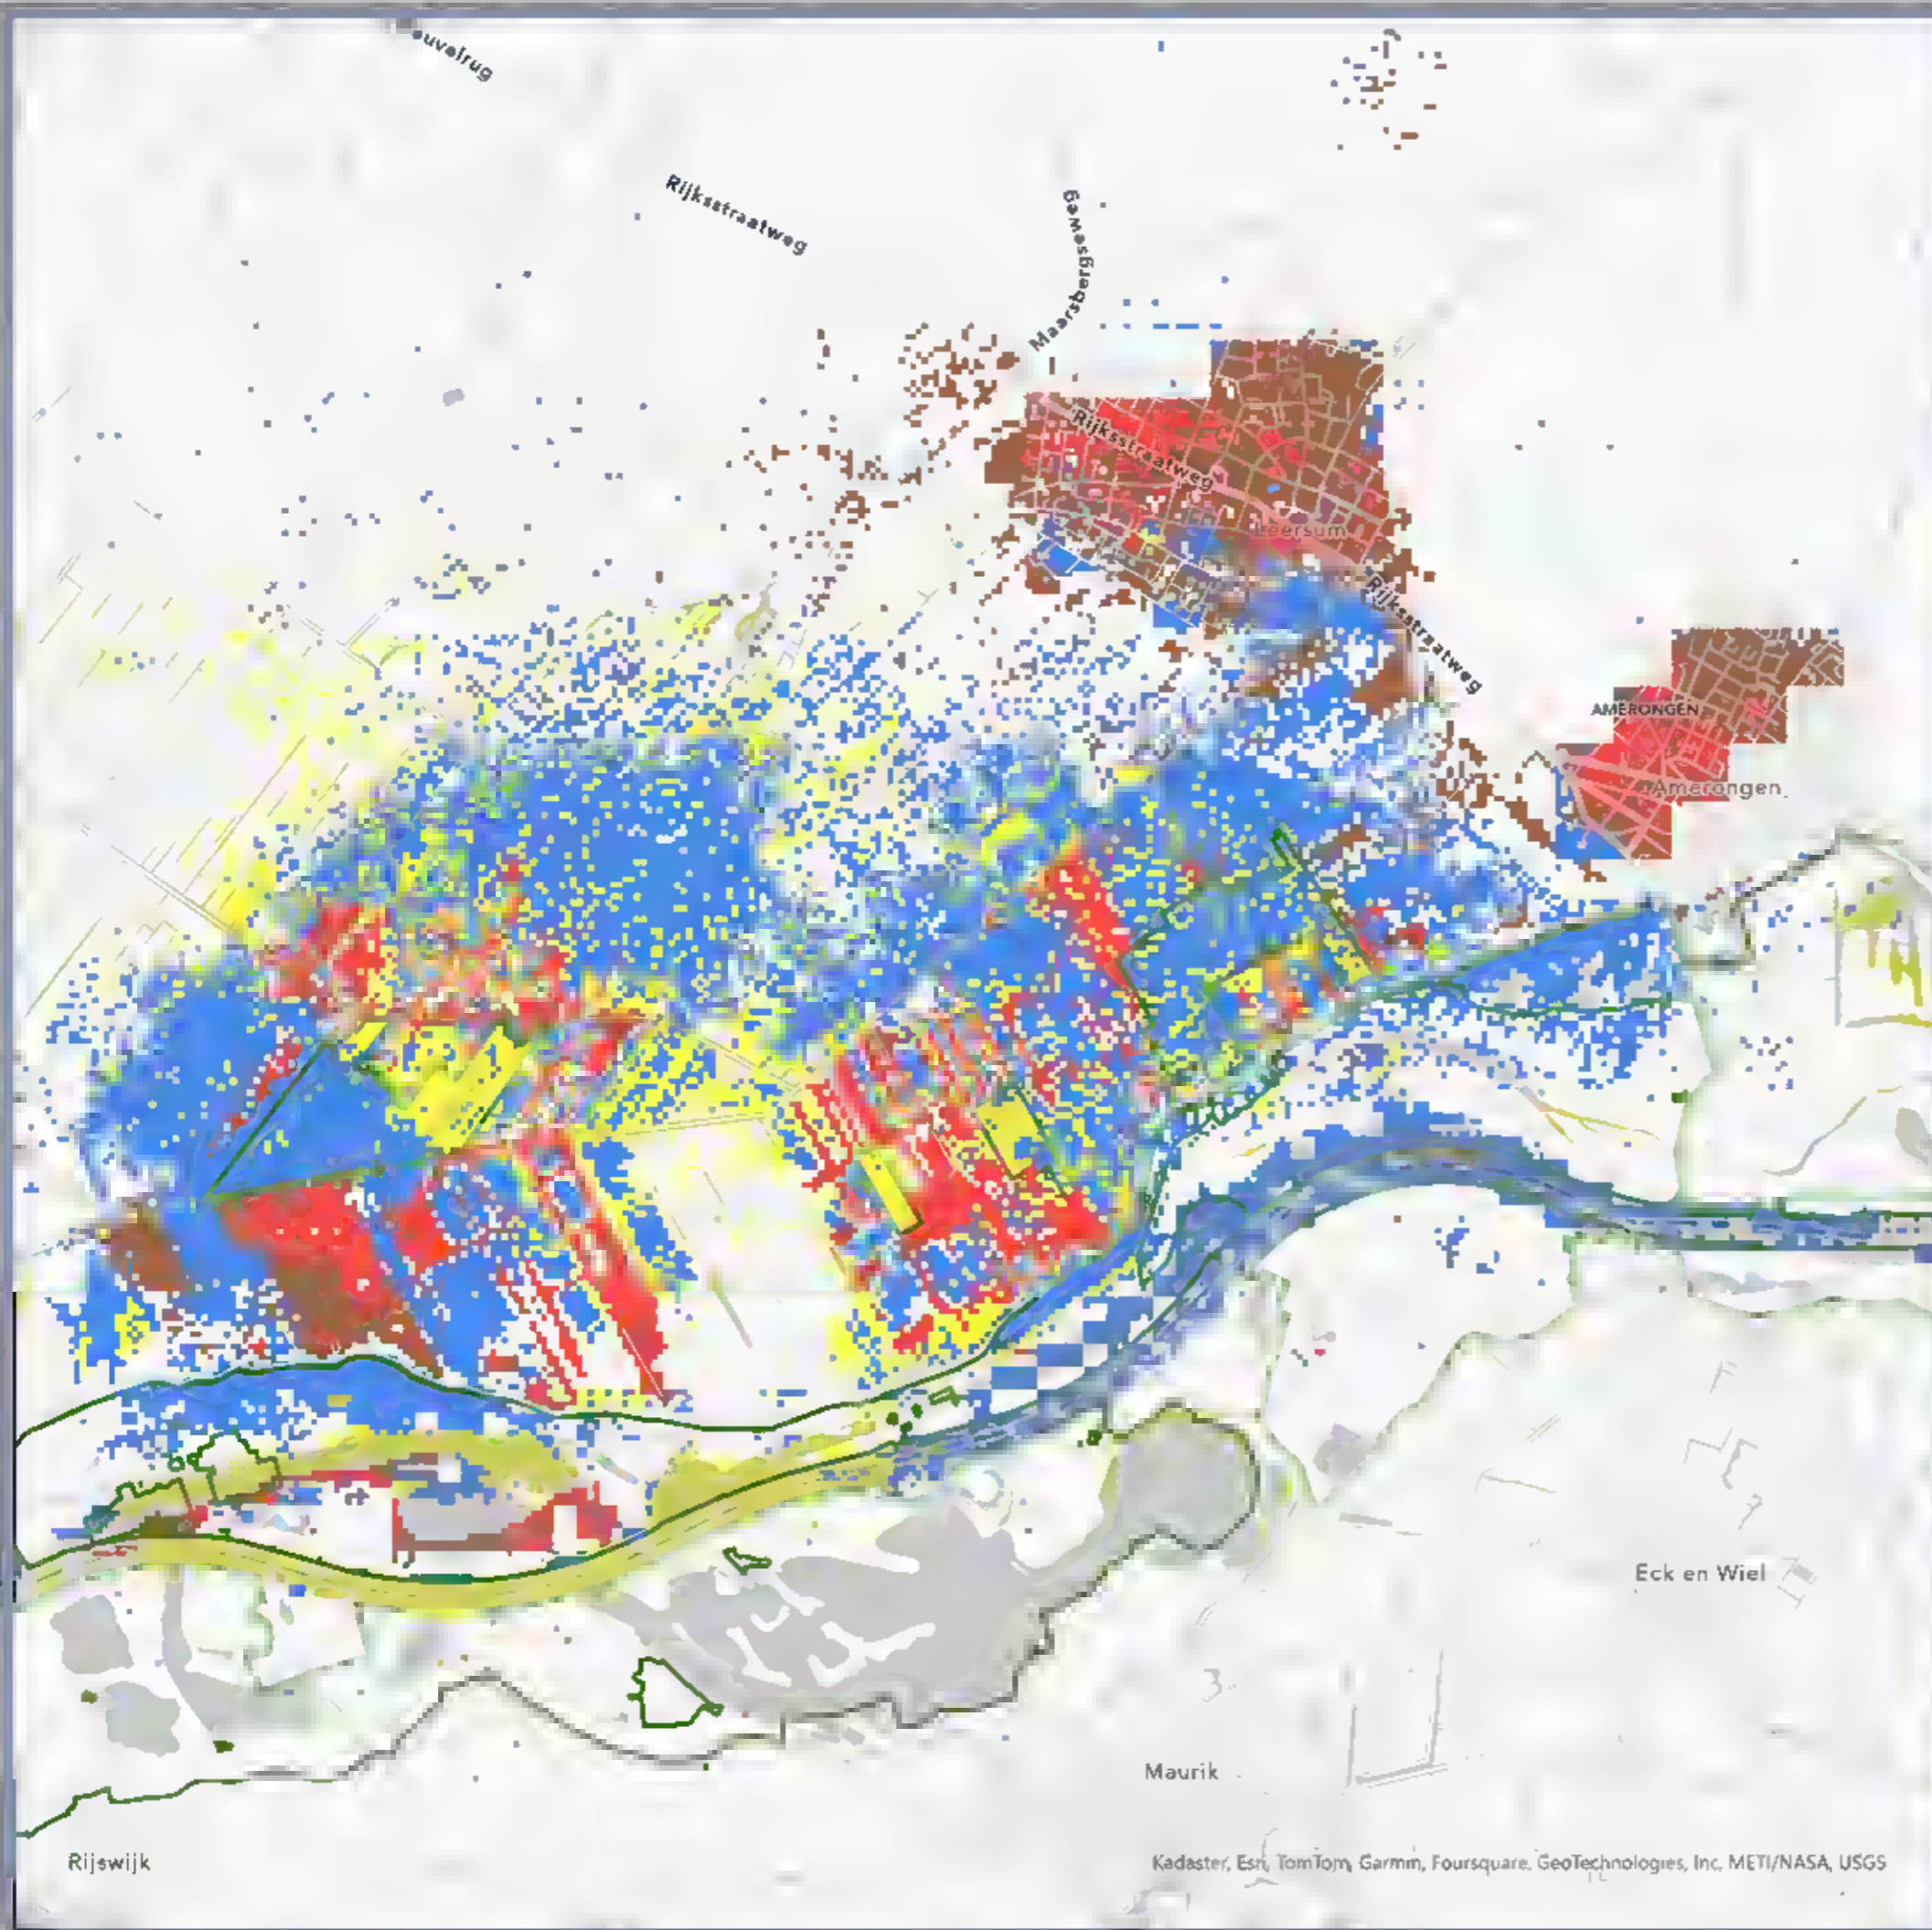 Rijksstraatweg
Maarsbergseweg
Rijksstraatweg
Leersum
Rijksstraatweg
AMERONGEN
Amerongen
Eck en Wiel
Maurik
Rijswijk
Kadaster, Esri, TomTom, Garmin, Foursquare, GeoTechnologies, Inc, METI/NASA, USGS